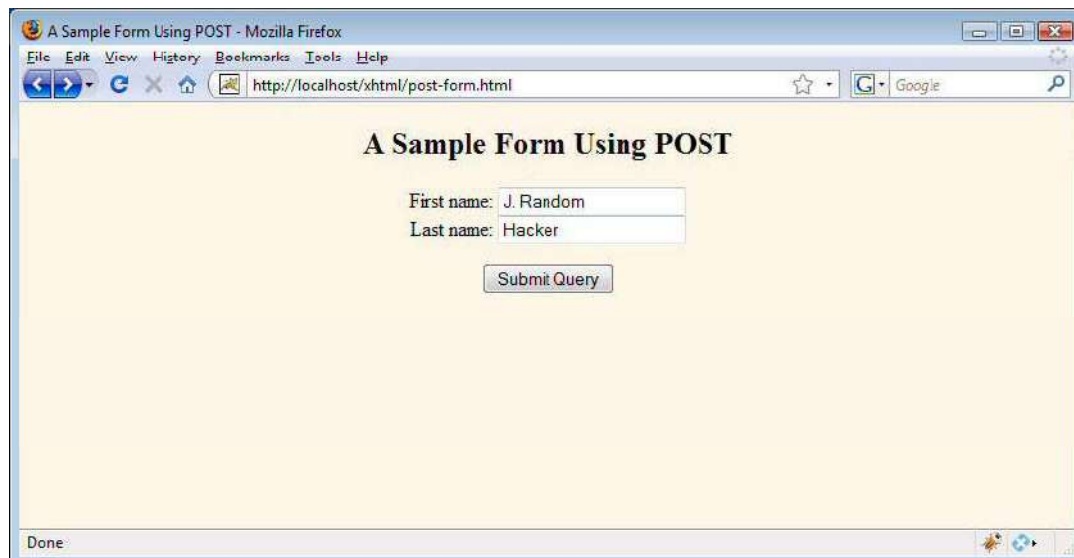 A Sample Form Using POST - Mozilla Firefox
File Edit View History Bookmarks Tools Help
http://localhost/xhtml/post-form.html
G Google
A Sample Form Using POST
First name: J. Random
Last name: Hacker
Submit Query
Done